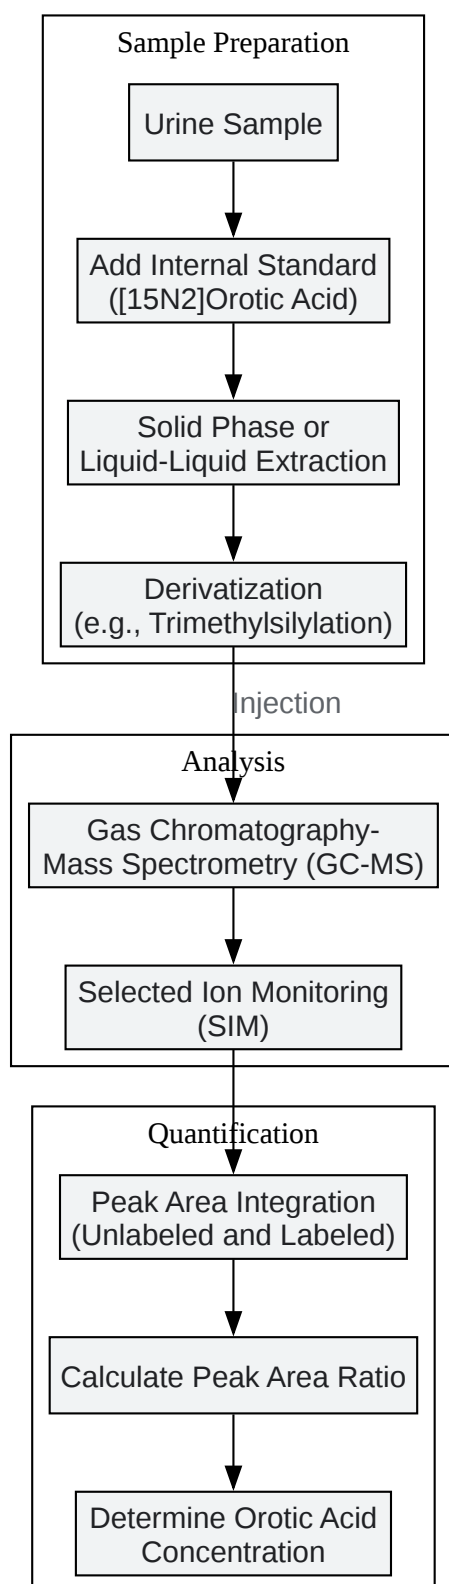 Sample Preparation
Urine Sample
Add Internal Standard
([15N2]Orotic Acid)
Solid Phase or
Liquid-Liquid Extraction
Derivatization
(e.g., Trimethylsilylation)
Injection
Analysis
Gas Chromatography-
Mass Spectrometry (GC-MS)
Selected Ion Monitoring
(SIM)
Quantification
Peak Area Integration
(Unlabeled and Labeled)
Calculate Peak Area Ratio
Determine Orotic Acid
Concentration